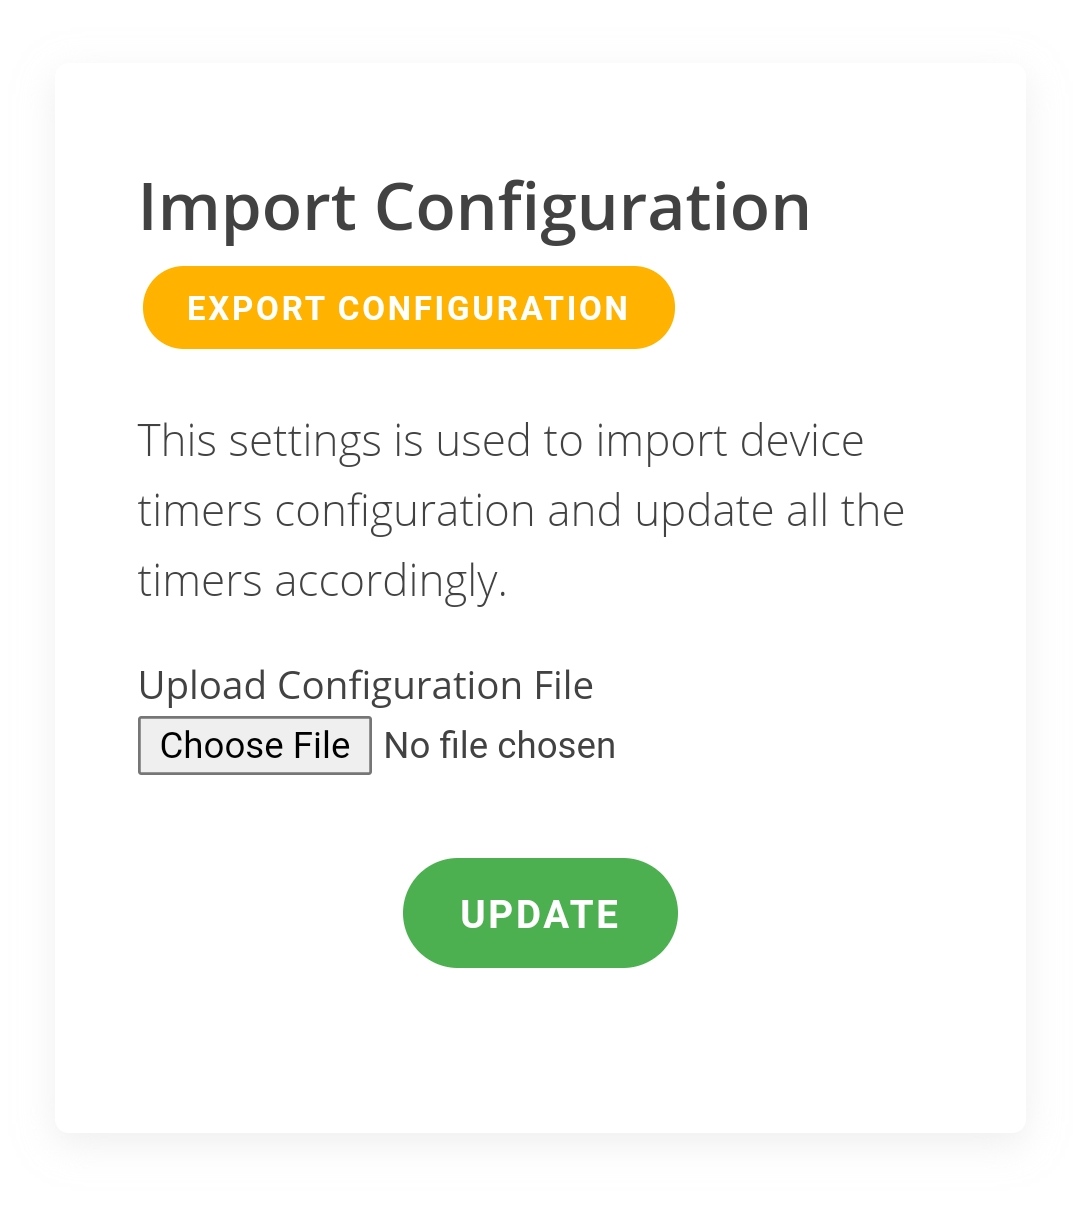 Import Configuration
EXPORT CONFIGURATION
This settings is used to import device
timers configuration and update all the
timers accordingly.
Upload Configuration File
Choose File No file chosen
UPDATE